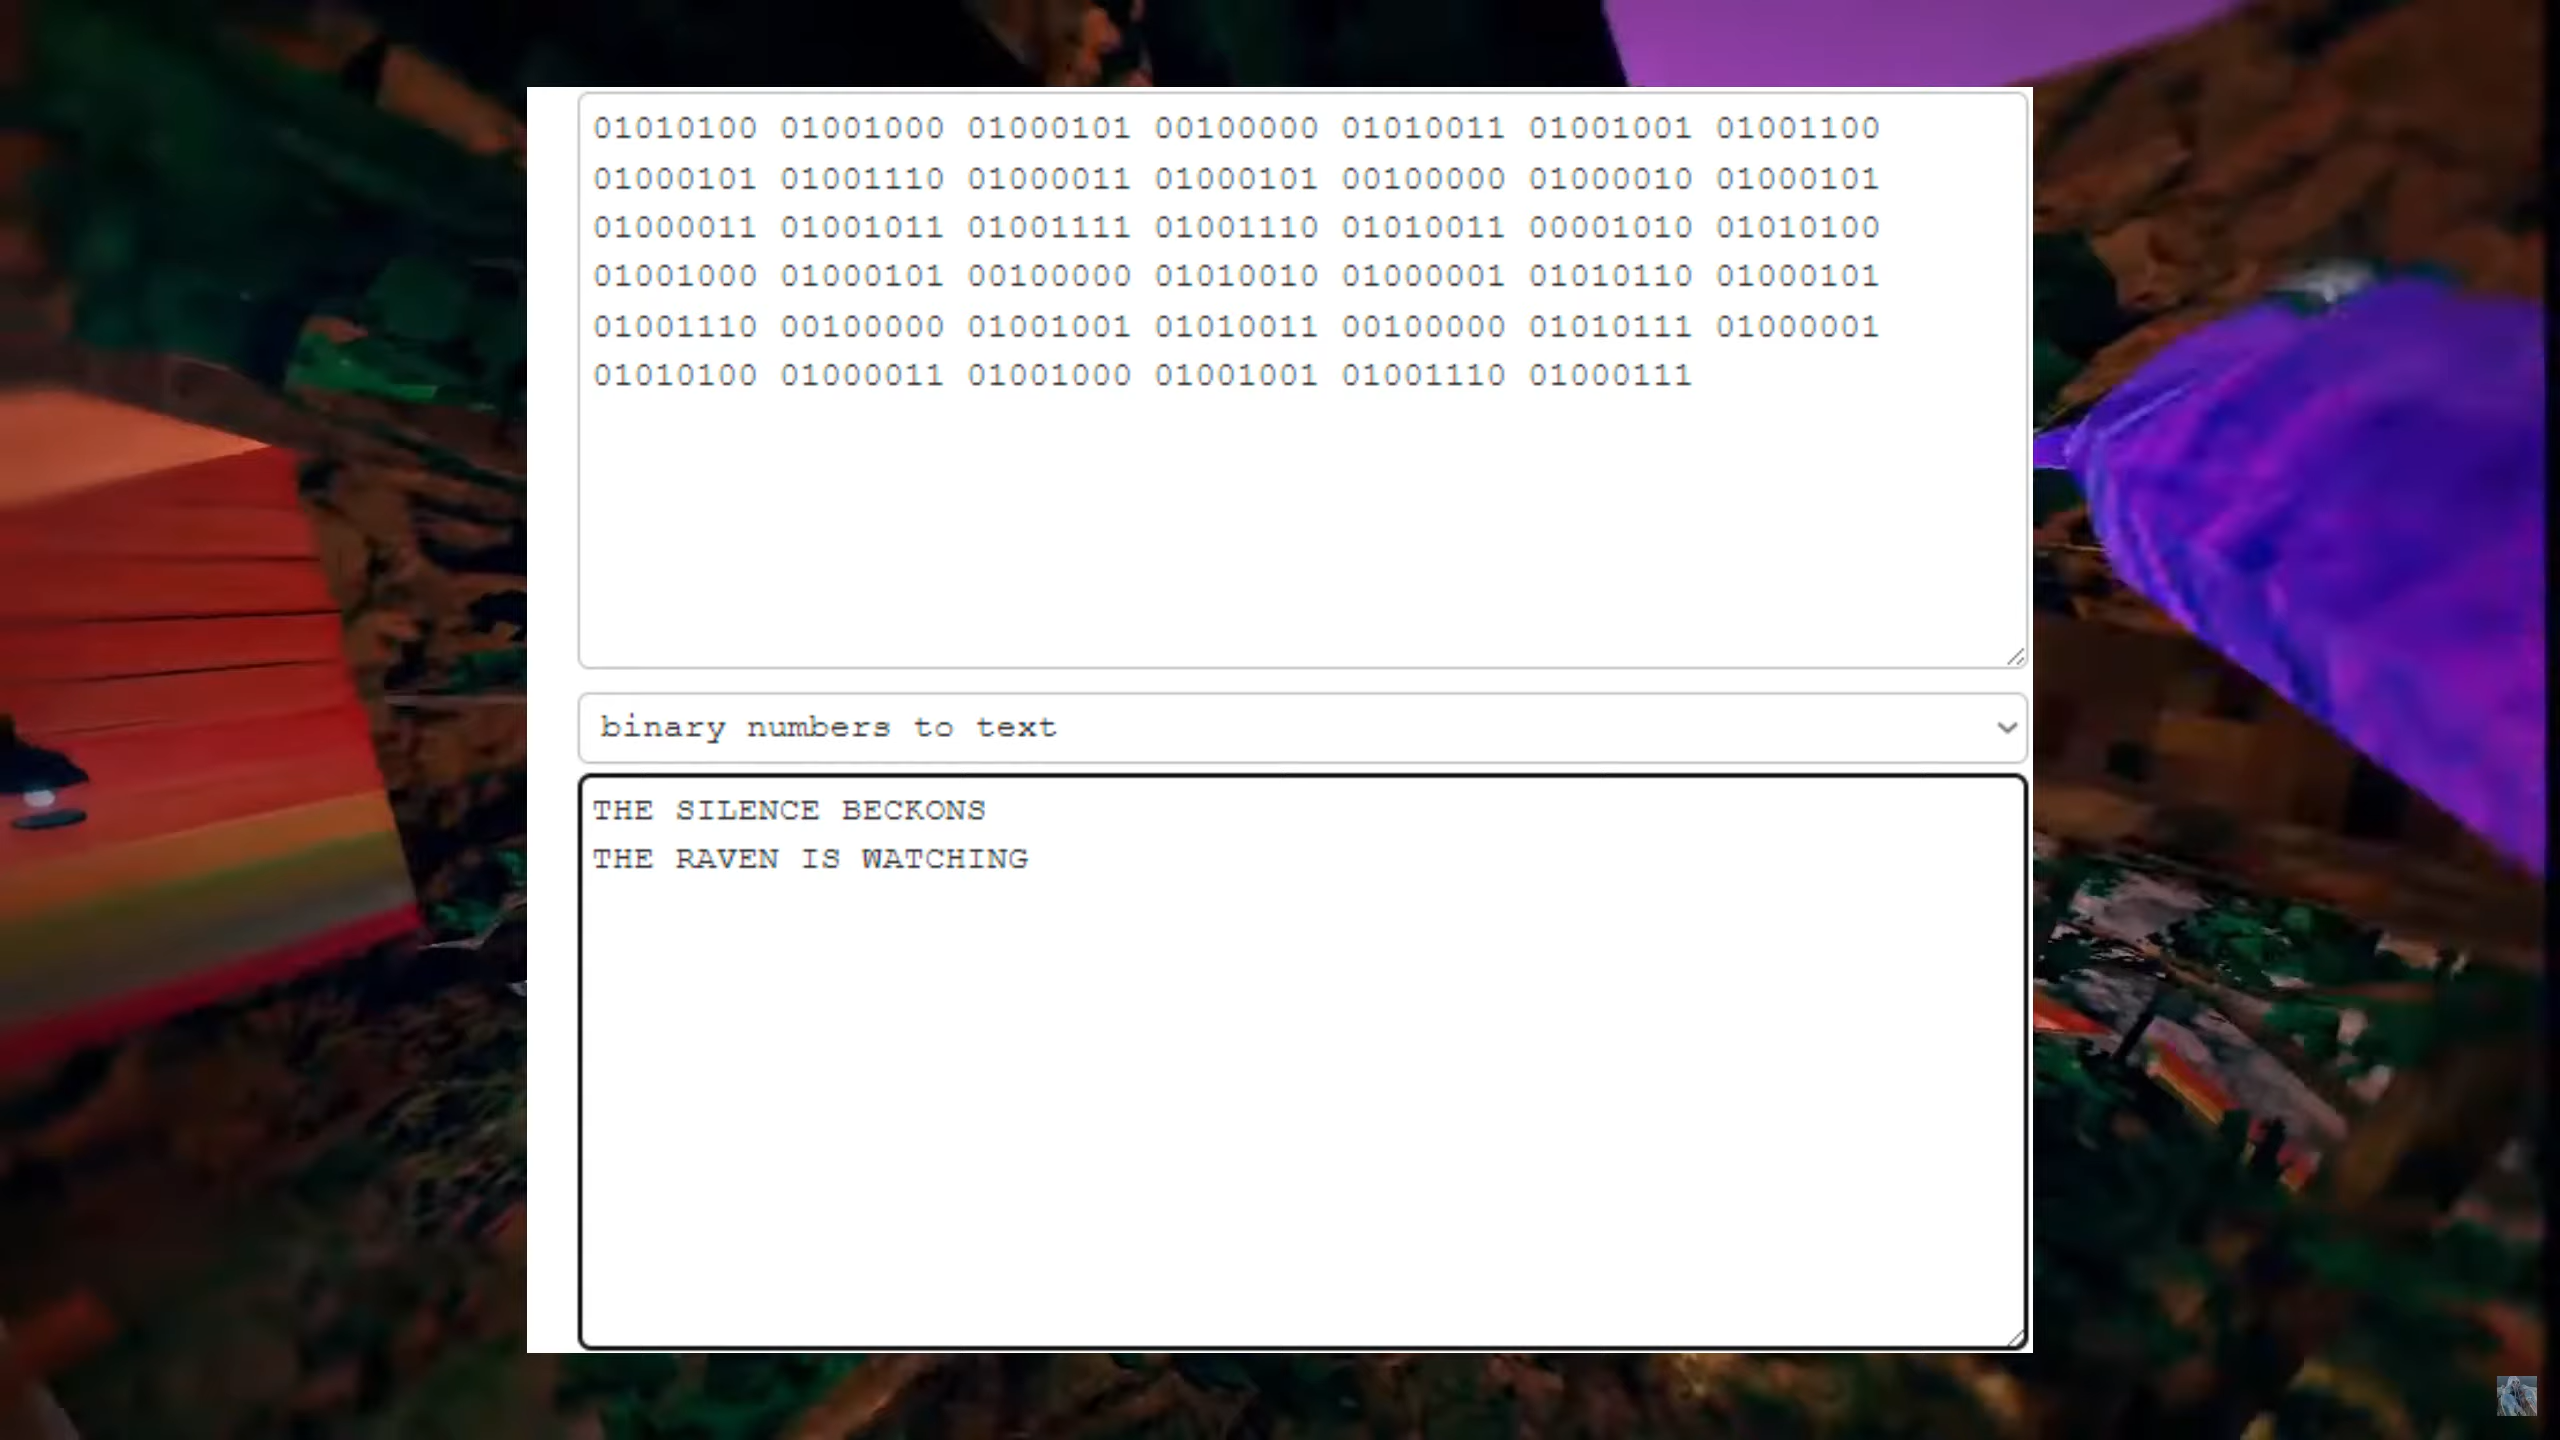 01010100 01001000 01000101 00100000 01010011 01001001 01001100
01000101 01001110 01000011 01000101 00100000 01000010 01000101
01000011 01001011 01001111 01001110 01010011 00001010 01010100
01001000 01000101 00100000 01010010 01000001 01010110 01000101
01001110 00100000 01001001 01010011 00100000 01010111 01000001
01010100 01000011 01001000 01001001 01001110 01000111
binary numbers to text
THE SILENCE BECKONS
THE RAVEN IS WATCHING